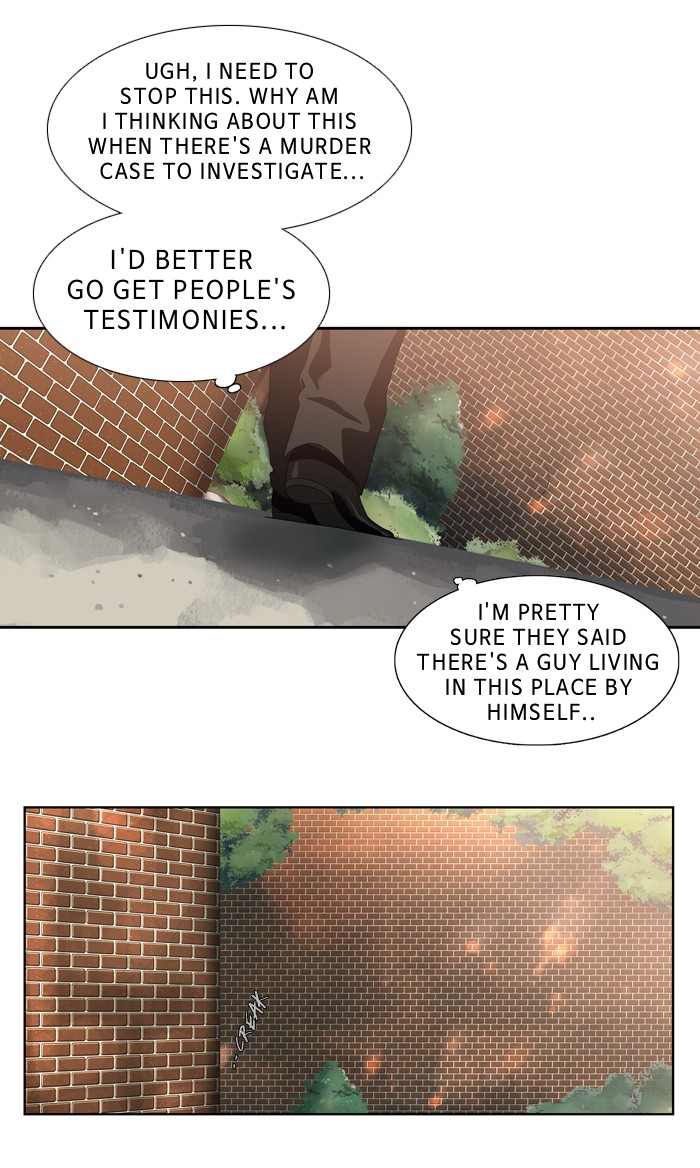 UGH, I NEED TO
STOP THIS. WHY AM
I THINKING ABOUT THIS
WHEN THERE'S A MURDER
CASE TO INVESTIGATE...
I'D BETTER
GO GET PEOPLE'S
TESTIMONIES...
I'M PRETTY
SURE THEY SAID
THERE'S A GUY LIVING
IN THIS PLACE BY
HIMSELF..
..CREAK